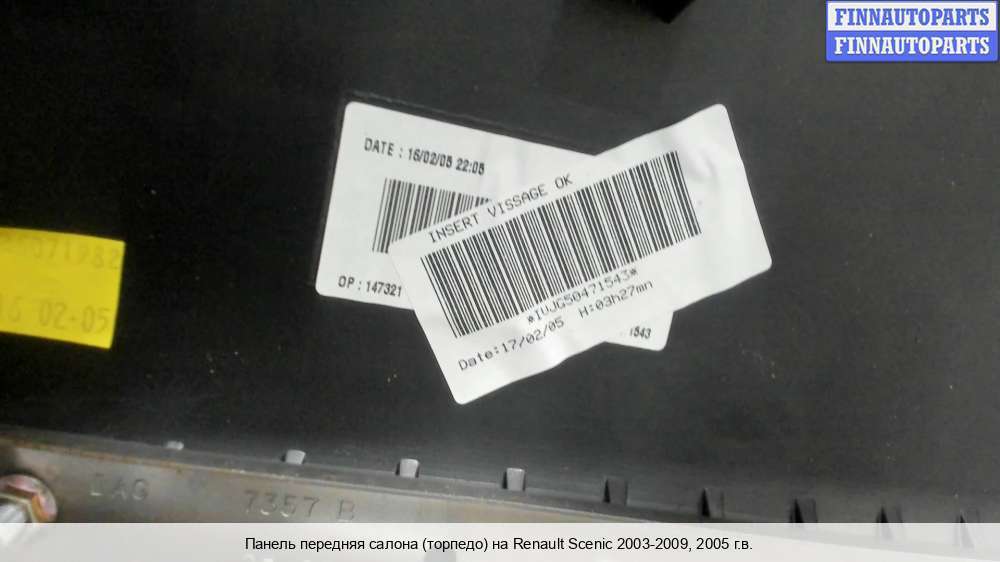 FINNAUTOPARTS
FINNAUTOPARTS
DATE : 16/02/05 22:05
INSERT VISSAGE OK
OP : 147321
*IVJG50471543*
Date:17/02/05 H:03h27mn
1543
16 02-05
7357 B
Панель передняя салона (торпедо) на Renault Scenic 2003-2009, 2005 г.в.